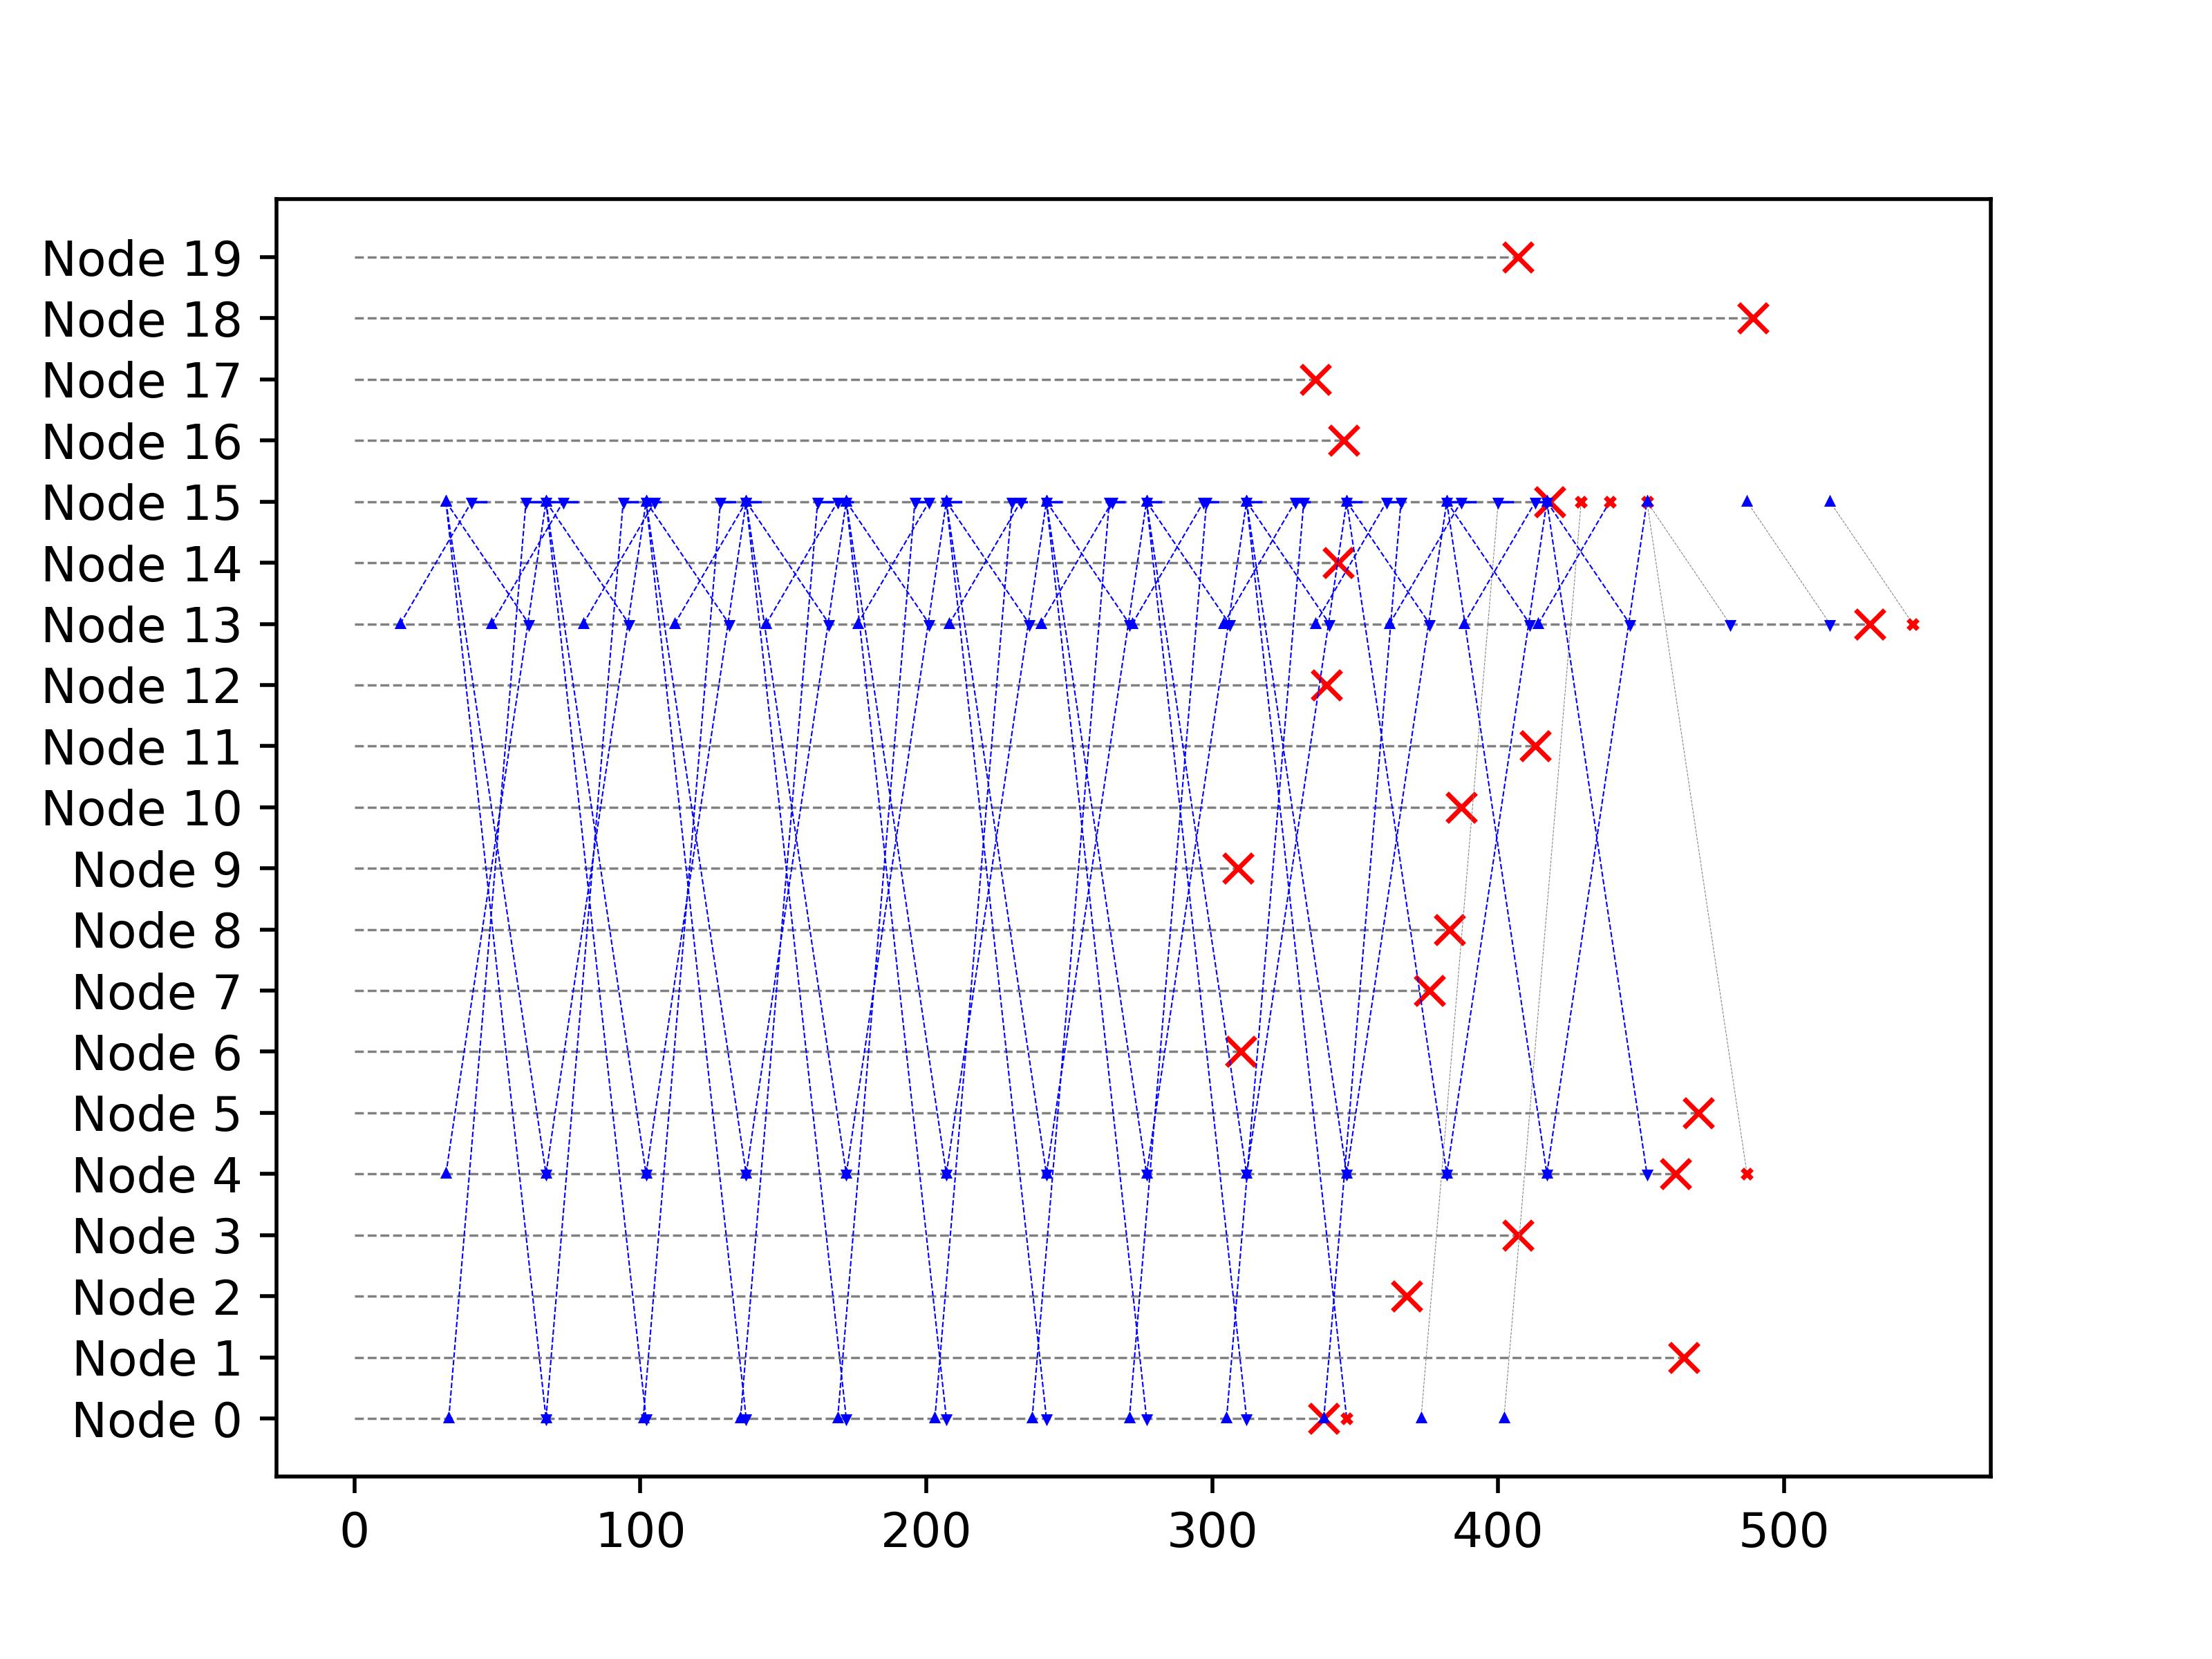 Node 19
Node 18
Node 17
Node 16
Node 15
Node 14
Node 13
Node 12
Node 11
Node 10
Node 9
Node 8
Node 7
Node 6
Node 5
Node 4
Node 3
Node 2
Node 1
Node 0
0 100 200 300 400 500